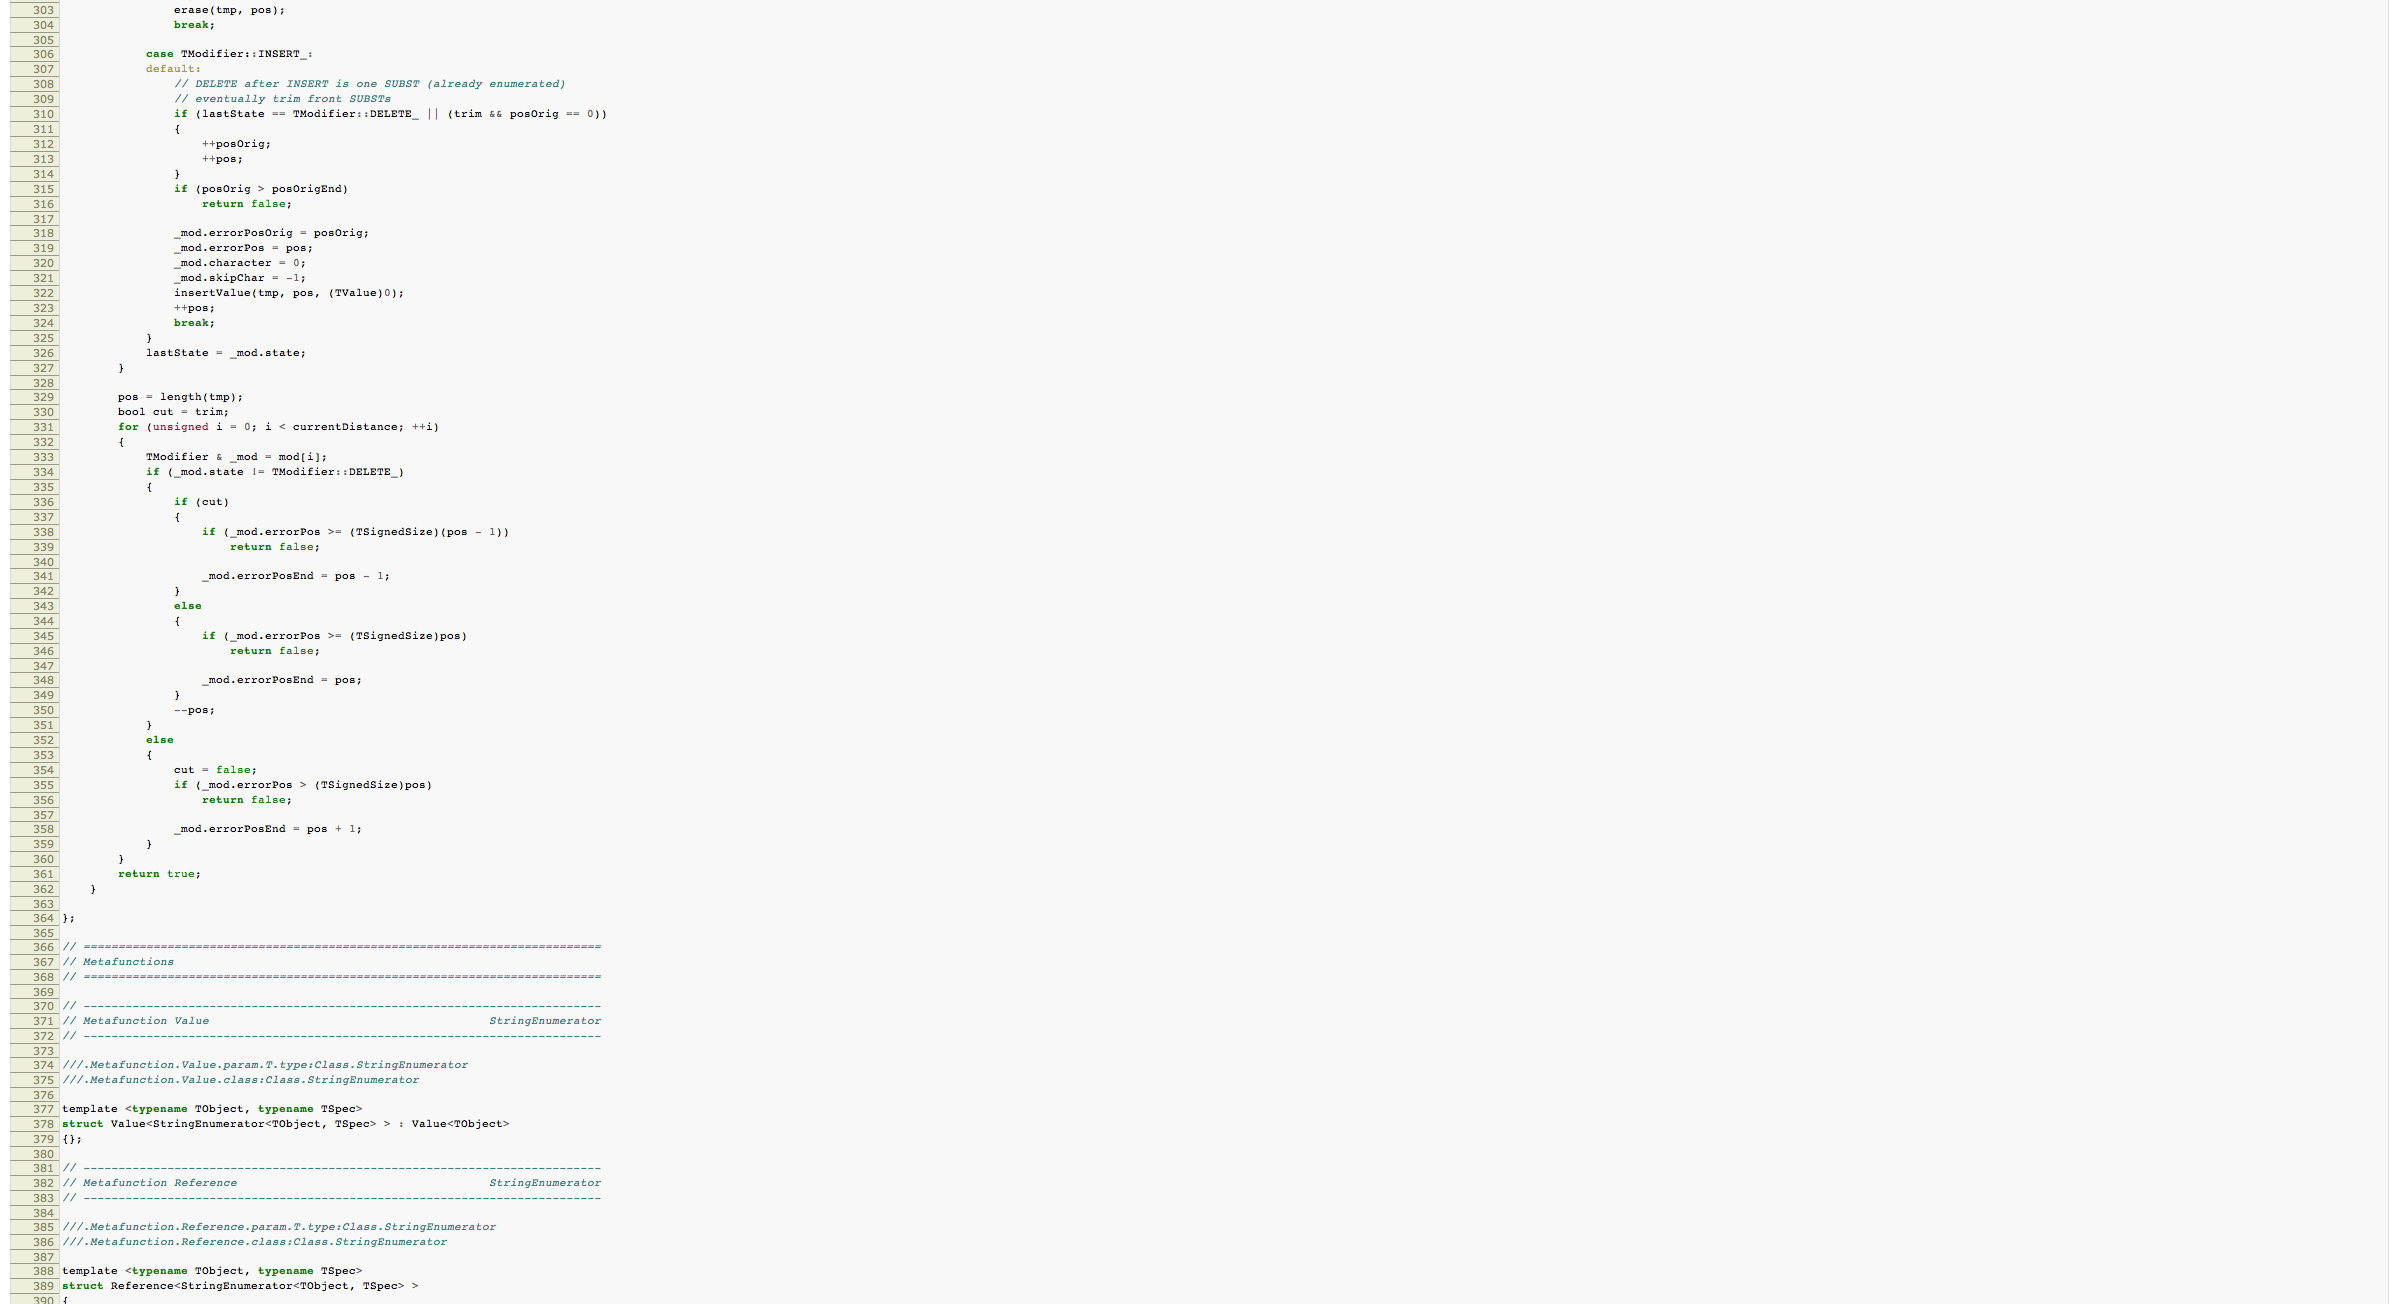 303                 erase(tmp, pos);
304                 break;
305
306             case TModifier::INSERT_:
307             default:
308                 // DELETE after INSERT is one SUBST (already enumerated)
309                 // eventually trim front SUBSTs
310                 if (lastState == TModifier::DELETE_ || (trim && posOrig == 0))
311                 {
312                     ++posOrig;
313                     ++pos;
314                 }
315                 if (posOrig > posOrigEnd)
316                     return false;
317
318                 _mod.errorPosOrig = posOrig;
319                 _mod.errorPos = pos;
320                 _mod.character = 0;
321                 _mod.skipChar = -1;
322                 insertValue(tmp, pos, (TValue)0);
323                 ++pos;
324                 break;
325             }
326             lastState = _mod.state;
327         }
328
329         pos = length(tmp);
330         bool cut = trim;
331         for (unsigned i = 0; i < currentDistance; ++i)
332         {
333             TModifier & _mod = mod[i];
334             if (_mod.state != TModifier::DELETE_)
335             {
336                 if (cut)
337                 {
338                     if (_mod.errorPos >= (TSignedSize)(pos - 1))
339                         return false;
340
341                     _mod.errorPosEnd = pos - 1;
342                 }
343                 else
344                 {
345                     if (_mod.errorPos >= (TSignedSize)pos)
346                         return false;
347
348                     _mod.errorPosEnd = pos;
349                 }
350                 --pos;
351             }
352             else
353             {
354                 cut = false;
355                 if (_mod.errorPos > (TSignedSize)pos)
356                     return false;
357
358                 _mod.errorPosEnd = pos + 1;
359             }
360         }
361         return true;
362     }
363
364 };
365
366 // ==========================================================================
367 // Metafunctions
368 // ==========================================================================
369
370 // --------------------------------------------------------------------------
371 // Metafunction Value                                        StringEnumerator
372 // --------------------------------------------------------------------------
373
374 ///.Metafunction.Value.param.T.type:Class.StringEnumerator
375 ///.Metafunction.Value.class:Class.StringEnumerator
376
377 template <typename TObject, typename TSpec>
378 struct Value<StringEnumerator<TObject, TSpec> > : Value<TObject>
379 {};
380
381 // --------------------------------------------------------------------------
382 // Metafunction Reference                                    StringEnumerator
383 // --------------------------------------------------------------------------
384
385 ///.Metafunction.Reference.param.T.type:Class.StringEnumerator
386 ///.Metafunction.Reference.class:Class.StringEnumerator
387
388 template <typename TObject, typename TSpec>
389 struct Reference<StringEnumerator<TObject, TSpec> >
390 {